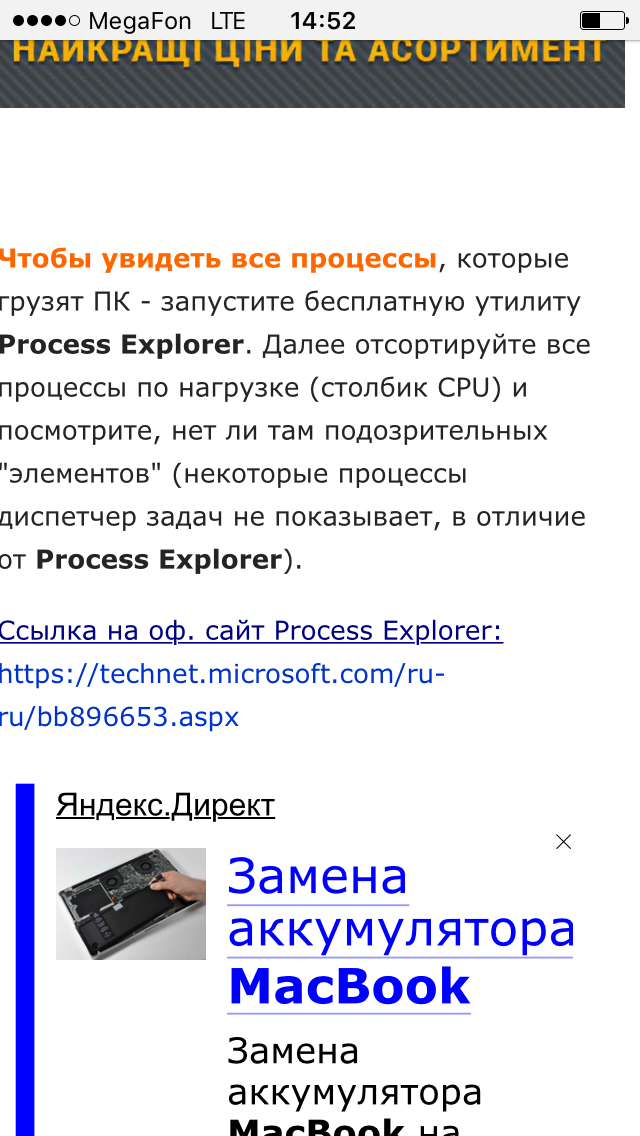 MegaFon LTE 14:52
НАЙКРАЩІ ЦІНИ ТА АСОРТИМЕНТ
Чтобы увидеть все процессы, которые
грузят ПК - запустите бесплатную утилиту
Process Explorer. Далее отсортируйте все
процессы по нагрузке (столбик CPU) и
посмотрите, нет ли там подозрительных
"элементов" (некоторые процессы
диспетчер задач не показывает, в отличие
от Process Explorer).
Ссылка на оф. сайт Process Explorer:
https://technet.microsoft.com/ru-
ru/bb896653.aspx
Яндекс.Директ
Замена
аккумулятора
MacBook
Замена
аккумулятора
MacBook на